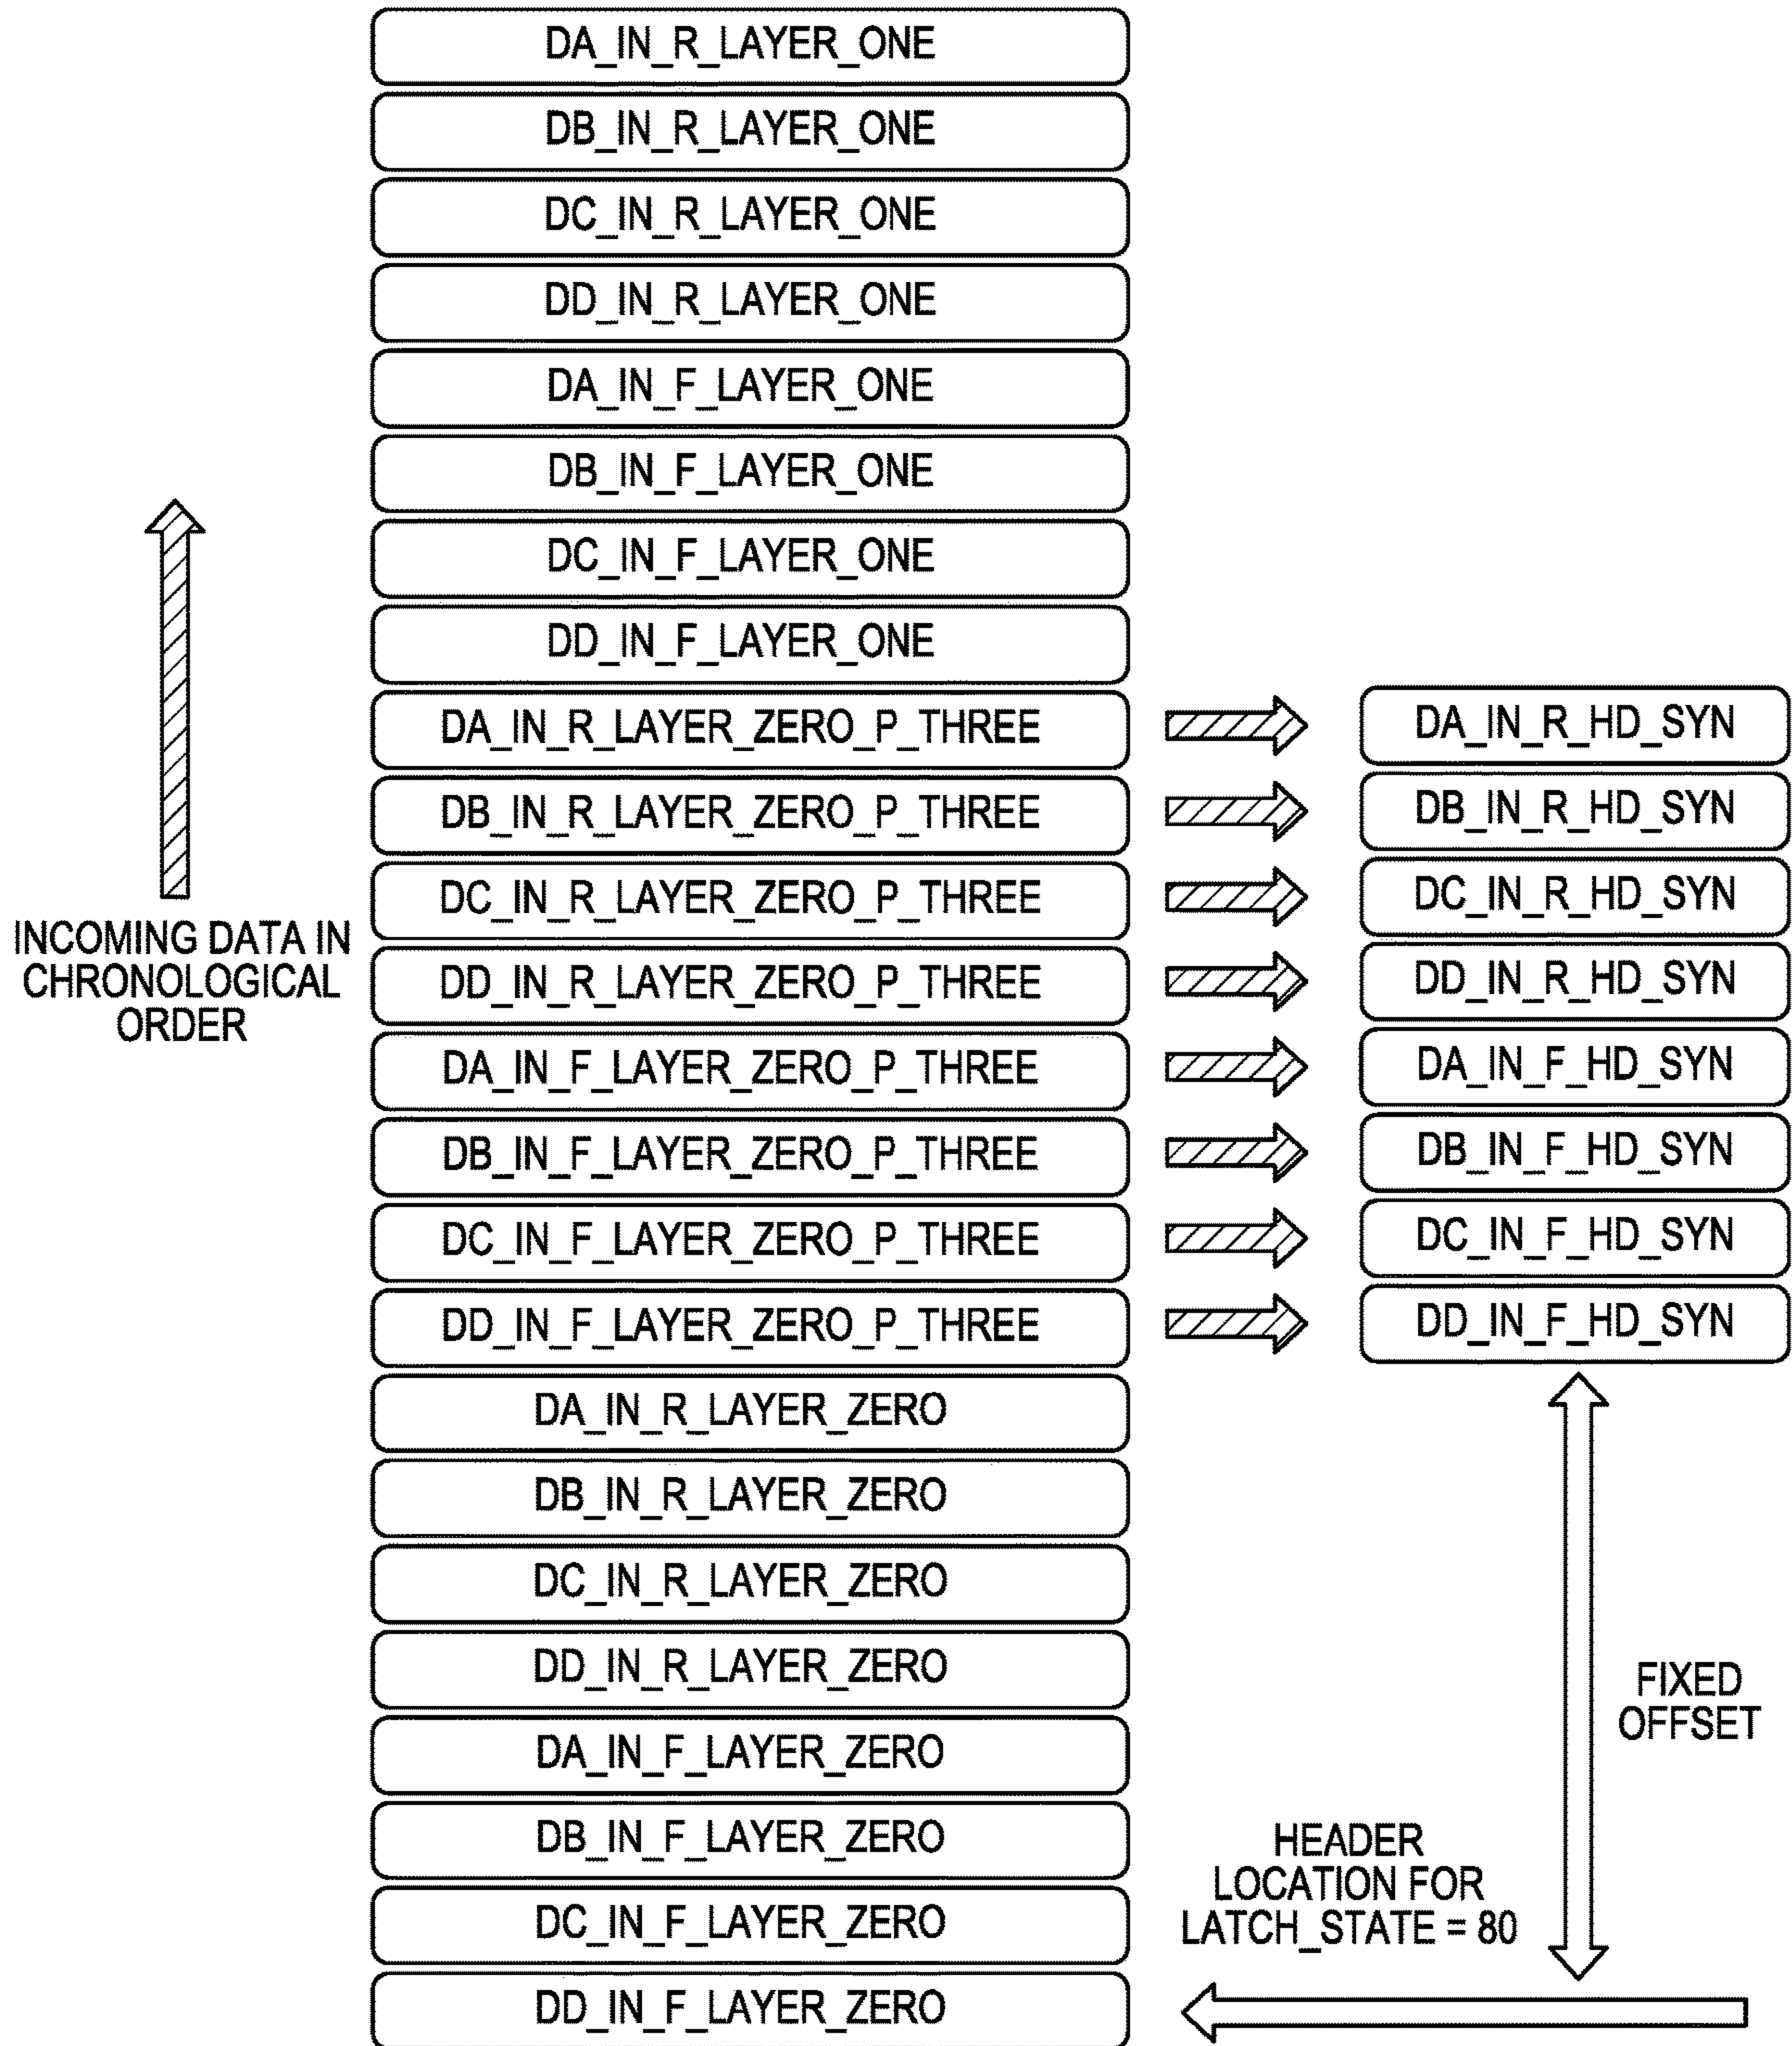 DA_IN_R_LAYER_ONE
DB_IN_R_LAYER_ONE
DC_IN_R_LAYER_ONE
DD_IN_R_LAYER_ONE
DA_IN_F_LAYER_ONE
DB_IN_F_LAYER_ONE
DC_IN_F_LAYER_ONE
DD_IN_F_LAYER_ONE
DA_IN_R_LAYER_ZERO_P_THREE
DB_IN_R_LAYER_ZERO_P_THREE
DC_IN_R_LAYER_ZERO_P_THREE
DD_IN_R_LAYER_ZERO_P_THREE
DA_IN_F_LAYER_ZERO_P_THREE
DB_IN_F_LAYER_ZERO_P_THREE
DC_IN_F_LAYER_ZERO_P_THREE
DD_IN_F_LAYER_ZERO_P_THREE
DA_IN_R_LAYER_ZERO
DB_IN_R_LAYER_ZERO
DC_IN_R_LAYER_ZERO
DD_IN_R_LAYER_ZERO
DA_IN_F_LAYER_ZERO
DB_IN_F_LAYER_ZERO
DC_IN_F_LAYER_ZERO
DD_IN_F_LAYER_ZERO
INCOMING DATA IN
CHRONOLOGICAL
ORDER
DA_IN_R_HD_SYN
DB_IN_R_HD_SYN
DC_IN_R_HD_SYN
DD_IN_R_HD_SYN
DA_IN_F_HD_SYN
DB_IN_F_HD_SYN
DC_IN_F_HD_SYN
DD_IN_F_HD_SYN
FIXED
OFFSET
HEADER
LOCATION FOR
LATCH_STATE = 80